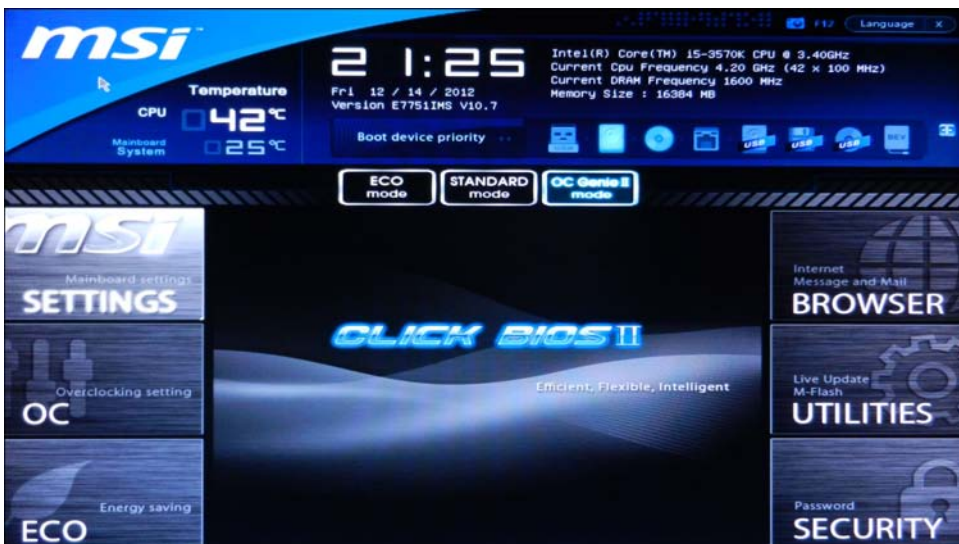 msi
F12 Language X
21:25
Fri 12 / 14 / 2012
Version E7751IMS V10.7
Intel(R) Core(TM) i5-3570K CPU @ 3.40GHz
Current Cpu Frequency 4.20 GHz (42 x 100 MHz)
Current DRAM Frequency 1600 MHz
Memory Size : 16384 MB
Temperature
CPU 42°C
Mainboard
System 25°C
Boot device priority
USB USB USB
ECO
mode
STANDARD
mode
OC Genie II
mode
msi
Mainboard settings
SETTINGS
Overclocking setting
OC
Energy saving
ECO
CLICK BIOS II
Efficient, Flexible, Intelligent
Internet
Message and Mail
BROWSER
Live Update
M-Flash
UTILITIES
Password
SECURITY